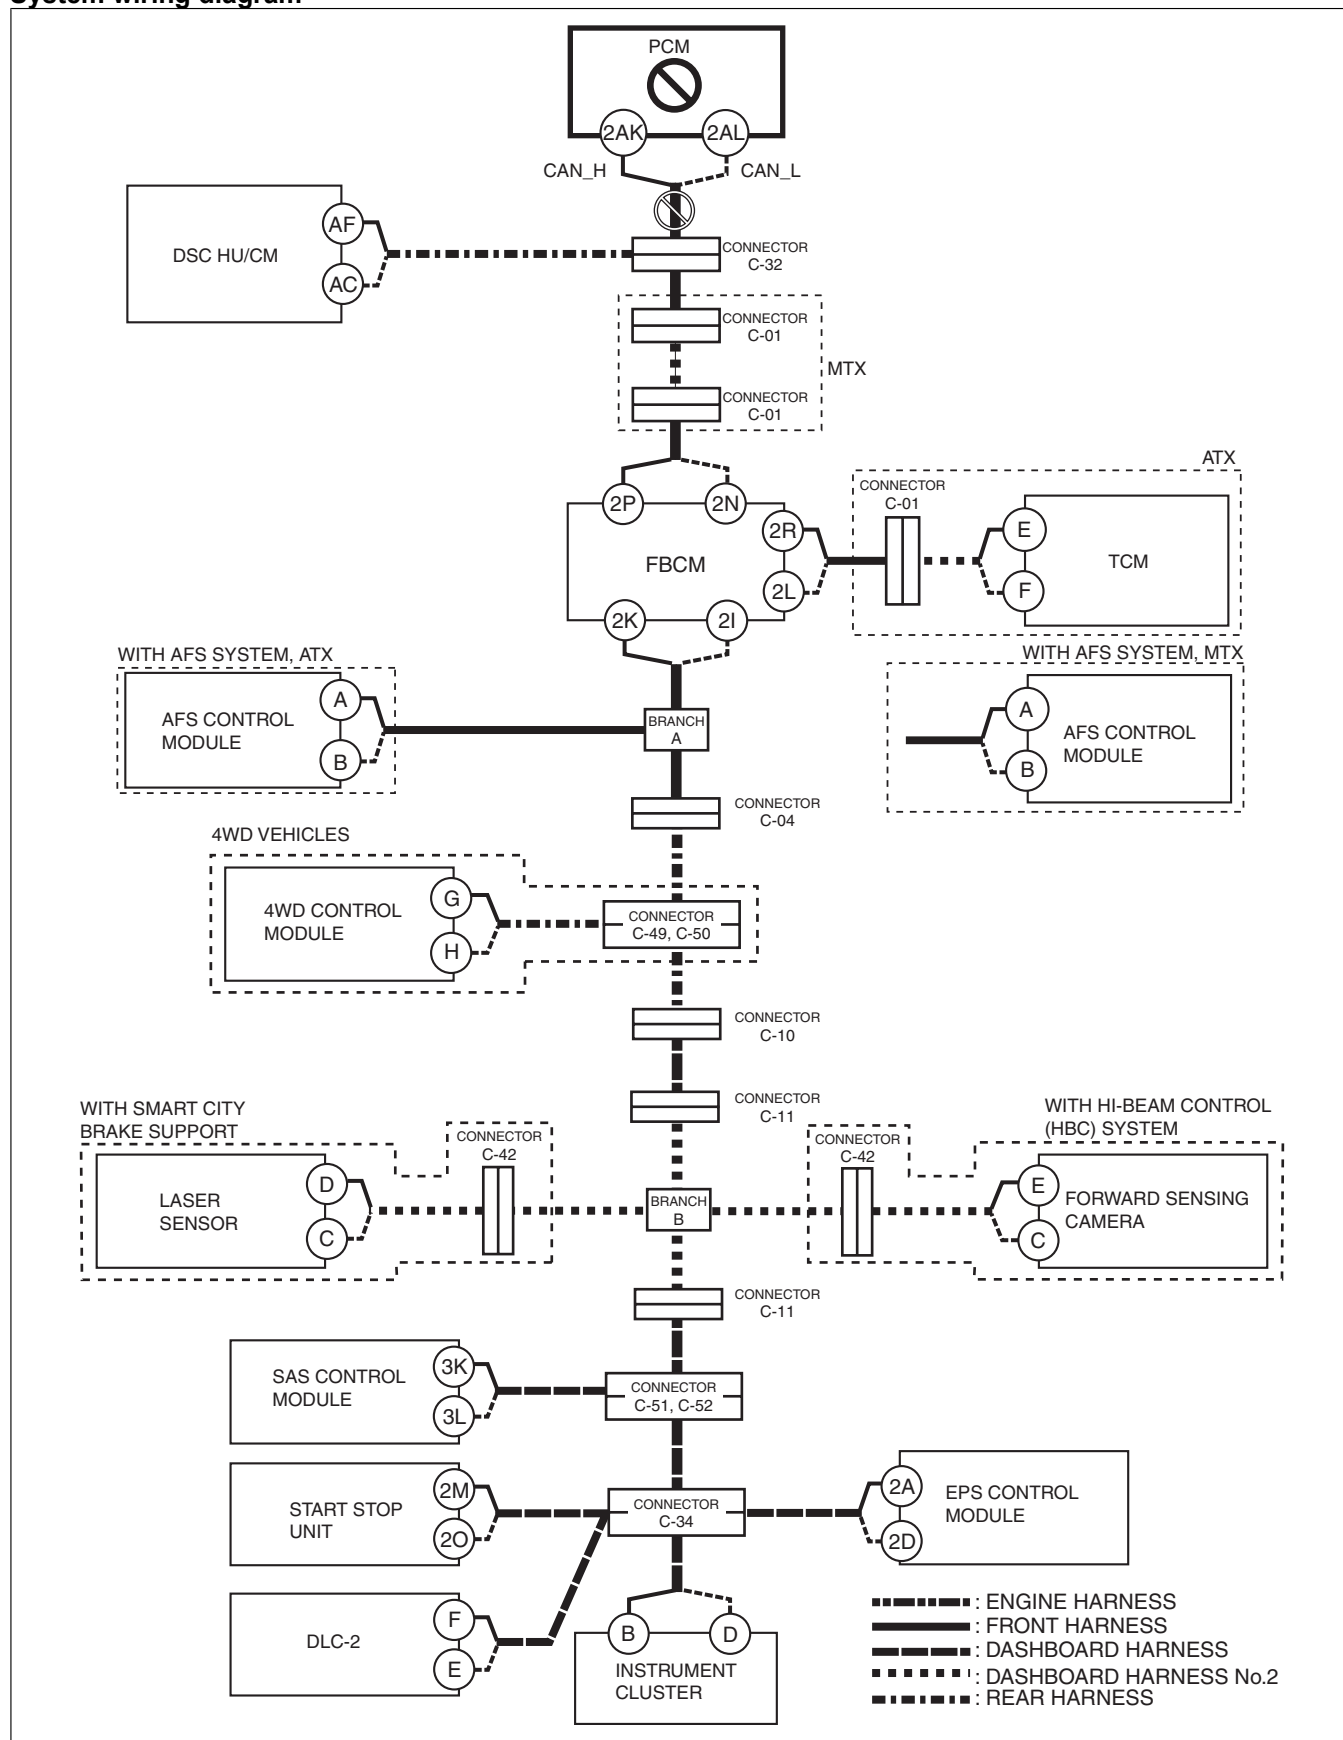 System wiring diagram
PCM
2AK
2AL
CAN_H
CAN_L
DSC HU/CM
AF
AC
CONNECTOR
C-32
CONNECTOR
C-01
MTX
CONNECTOR
C-01
ATX
2P
2N
CONNECTOR
C-01
2R
E
FBCM
TCM
2L
F
2K
2I
WITH AFS SYSTEM, ATX
WITH AFS SYSTEM, MTX
A
AFS CONTROL
MODULE
B
BRANCH
A
A
AFS CONTROL
MODULE
B
CONNECTOR
C-04
4WD VEHICLES
G
4WD CONTROL
MODULE
H
CONNECTOR
C-49, C-50
CONNECTOR
C-10
CONNECTOR
C-11
WITH SMART CITY
BRAKE SUPPORT
CONNECTOR
C-42
WITH HI-BEAM CONTROL
(HBC) SYSTEM
CONNECTOR
C-42
D
LASER
SENSOR
C
BRANCH
B
E
FORWARD SENSING
CAMERA
C
CONNECTOR
C-11
3K
SAS CONTROL
MODULE
3L
CONNECTOR
C-51, C-52
2M
START STOP
UNIT
2O
CONNECTOR
C-34
2A
EPS CONTROL
MODULE
2D
F
DLC-2
E
B
D
INSTRUMENT
CLUSTER
: ENGINE HARNESS
: FRONT HARNESS
: DASHBOARD HARNESS
: DASHBOARD HARNESS No.2
: REAR HARNESS